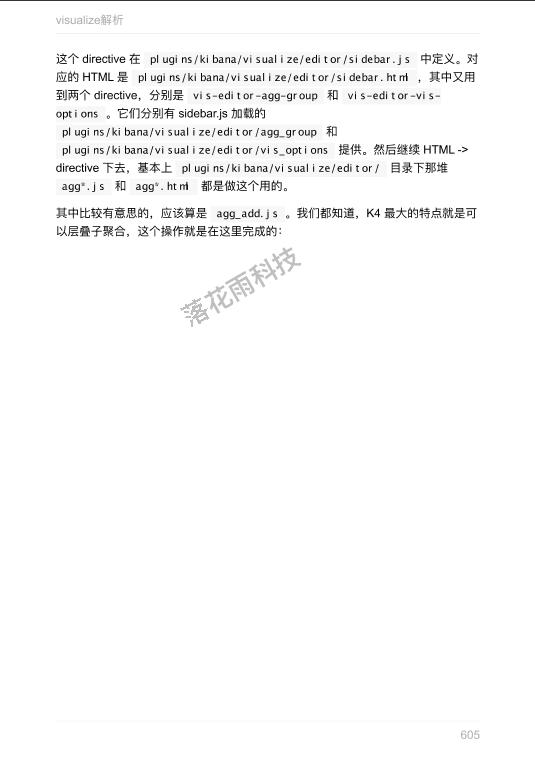 visualize解析
这个 directive 在 plugins/kibana/visualize/editor/sidebar.js 中定义。对
应的 HTML 是 plugins/kibana/visualize/editor/sidebar.html ，其中又用
到两个 directive，分别是 vis-editor-agg-group 和 vis-editor-vis-
options 。它们分别有 sidebar.js 加载的
plugins/kibana/visualize/editor/agg_group 和
plugins/kibana/visualize/editor/vis_options 提供。然后继续 HTML ->
directive 下去，基本上 plugins/kibana/visualize/editor/ 目录下那堆
agg*.js 和 agg*.html 都是做这个用的。
其中比较有意思的，应该算是 agg_add.js 。我们都知道，K4 最大的特点就是可
以层叠子聚合，这个操作就是在这里完成的：
落花雨科技
605